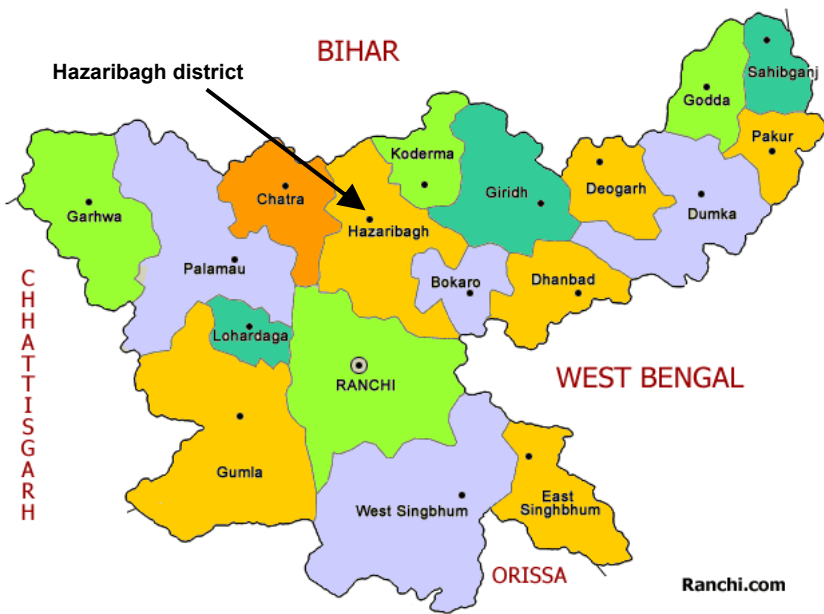 BIHAR
Hazaribagh district
Sahibganj
Godda
Pakur
Koderma
Giridh
Deogarh
Chatra
Dumka
Garhwa
Hazaribagh
Palamau
Bokaro
Dhanbad
CHHATTISGARH
Lohardaga
RANCHI
WEST BENGAL
Gumla
West Singbhum
East
Singhbhum
ORISSA
Ranchi.com